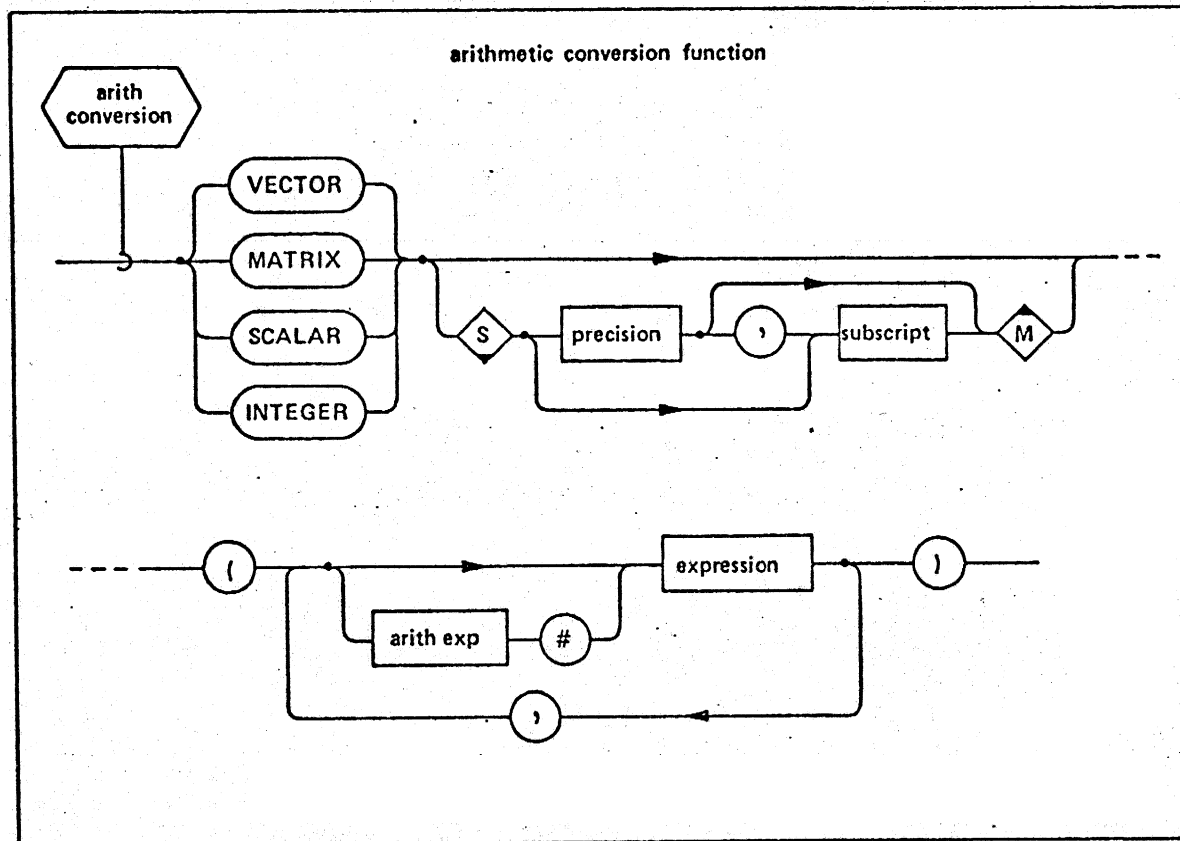 arithmetic conversion function
arith
conversion
VECTOR
MATRIX
SCALAR
INTEGER
S
precision
,
subscript
M
(
arith exp
#
expression
)
,